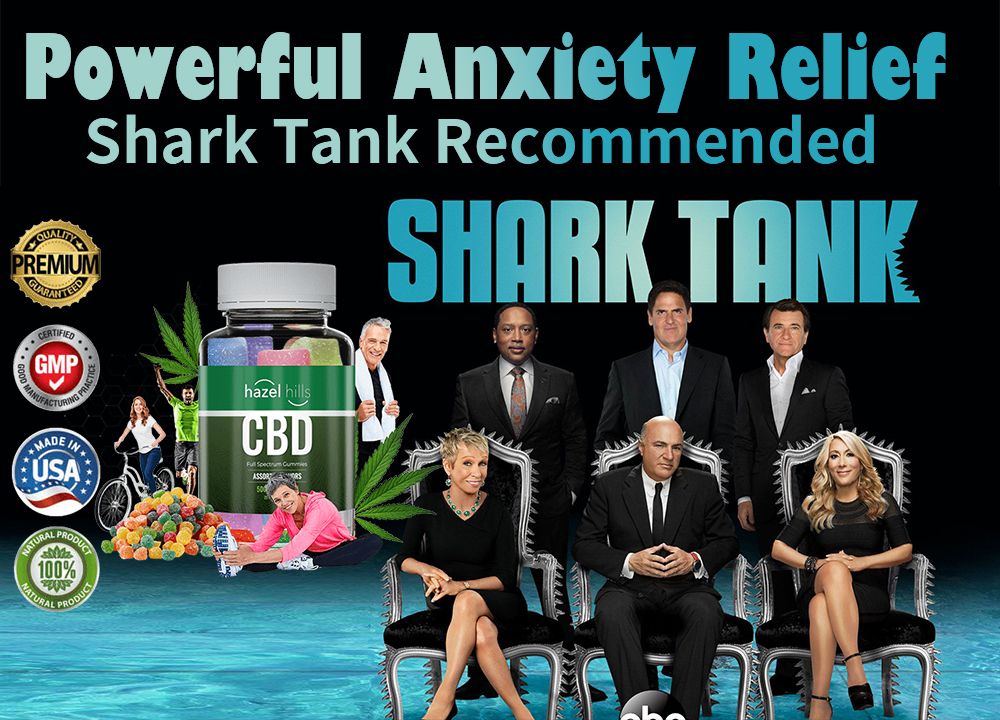 Powerful Anxiety Relief
Shark Tank Recommended
SHARK TANK
QUALITY
PREMIUM
GUARANTEED
CERTIFIED
GMP
GOOD MANUFACTURING PRACTICE
MADE IN
USA
NATURAL PRODUCT
100%
NATURAL PRODUCT
hazel hills
CBD
Full Spectrum Gummies
abc